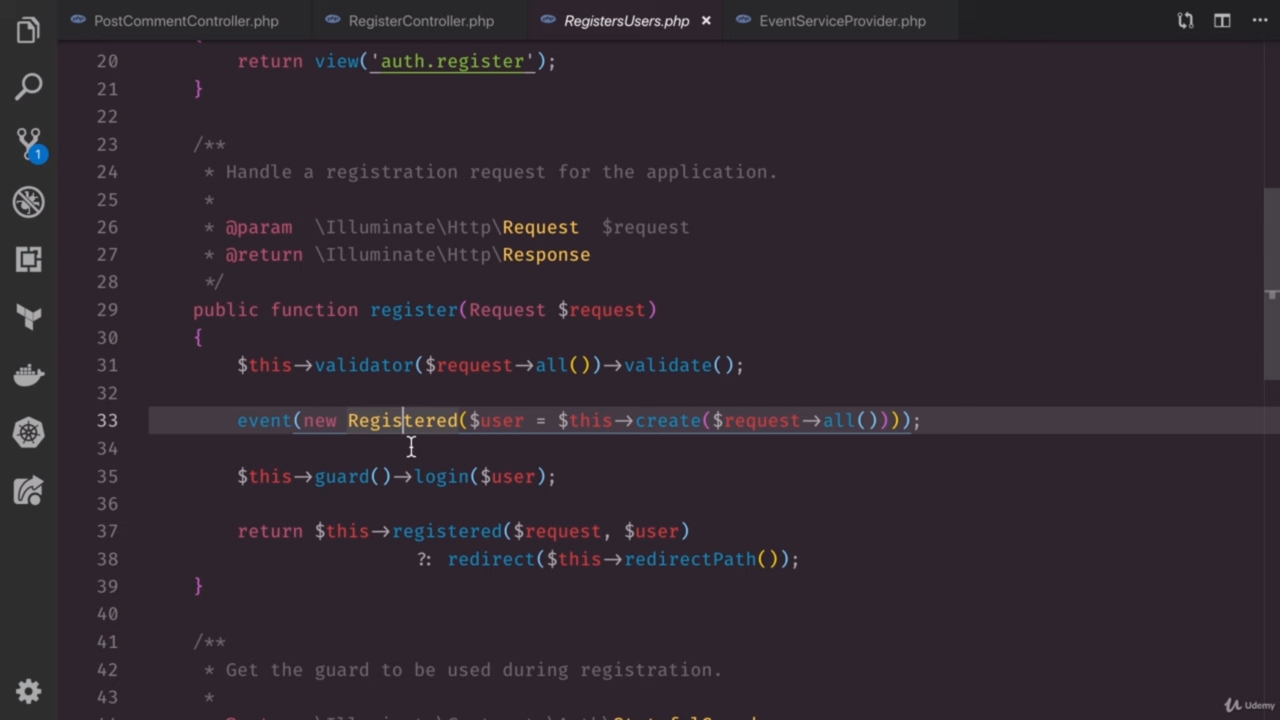 PostCommentController.php RegisterController.php RegistersUsers.php × EventServiceProvider.php
20 return view('auth.register');
21 }
22
23 /**
24 * Handle a registration request for the application.
25 *
26 * @param \Illuminate\Http\Request $request
27 * @return \Illuminate\Http\Response
28 */
29 public function register(Request $request)
30 {
31 $this->validator($request->all())->validate();
32
33 event(new Registered($user = $this->create($request->all())));
34
35 $this->guard()->login($user);
36
37 return $this->registered($request, $user)
38 ?: redirect($this->redirectPath());
39 }
40
41 /**
42 * Get the guard to be used during registration.
43 *
1
Udemy